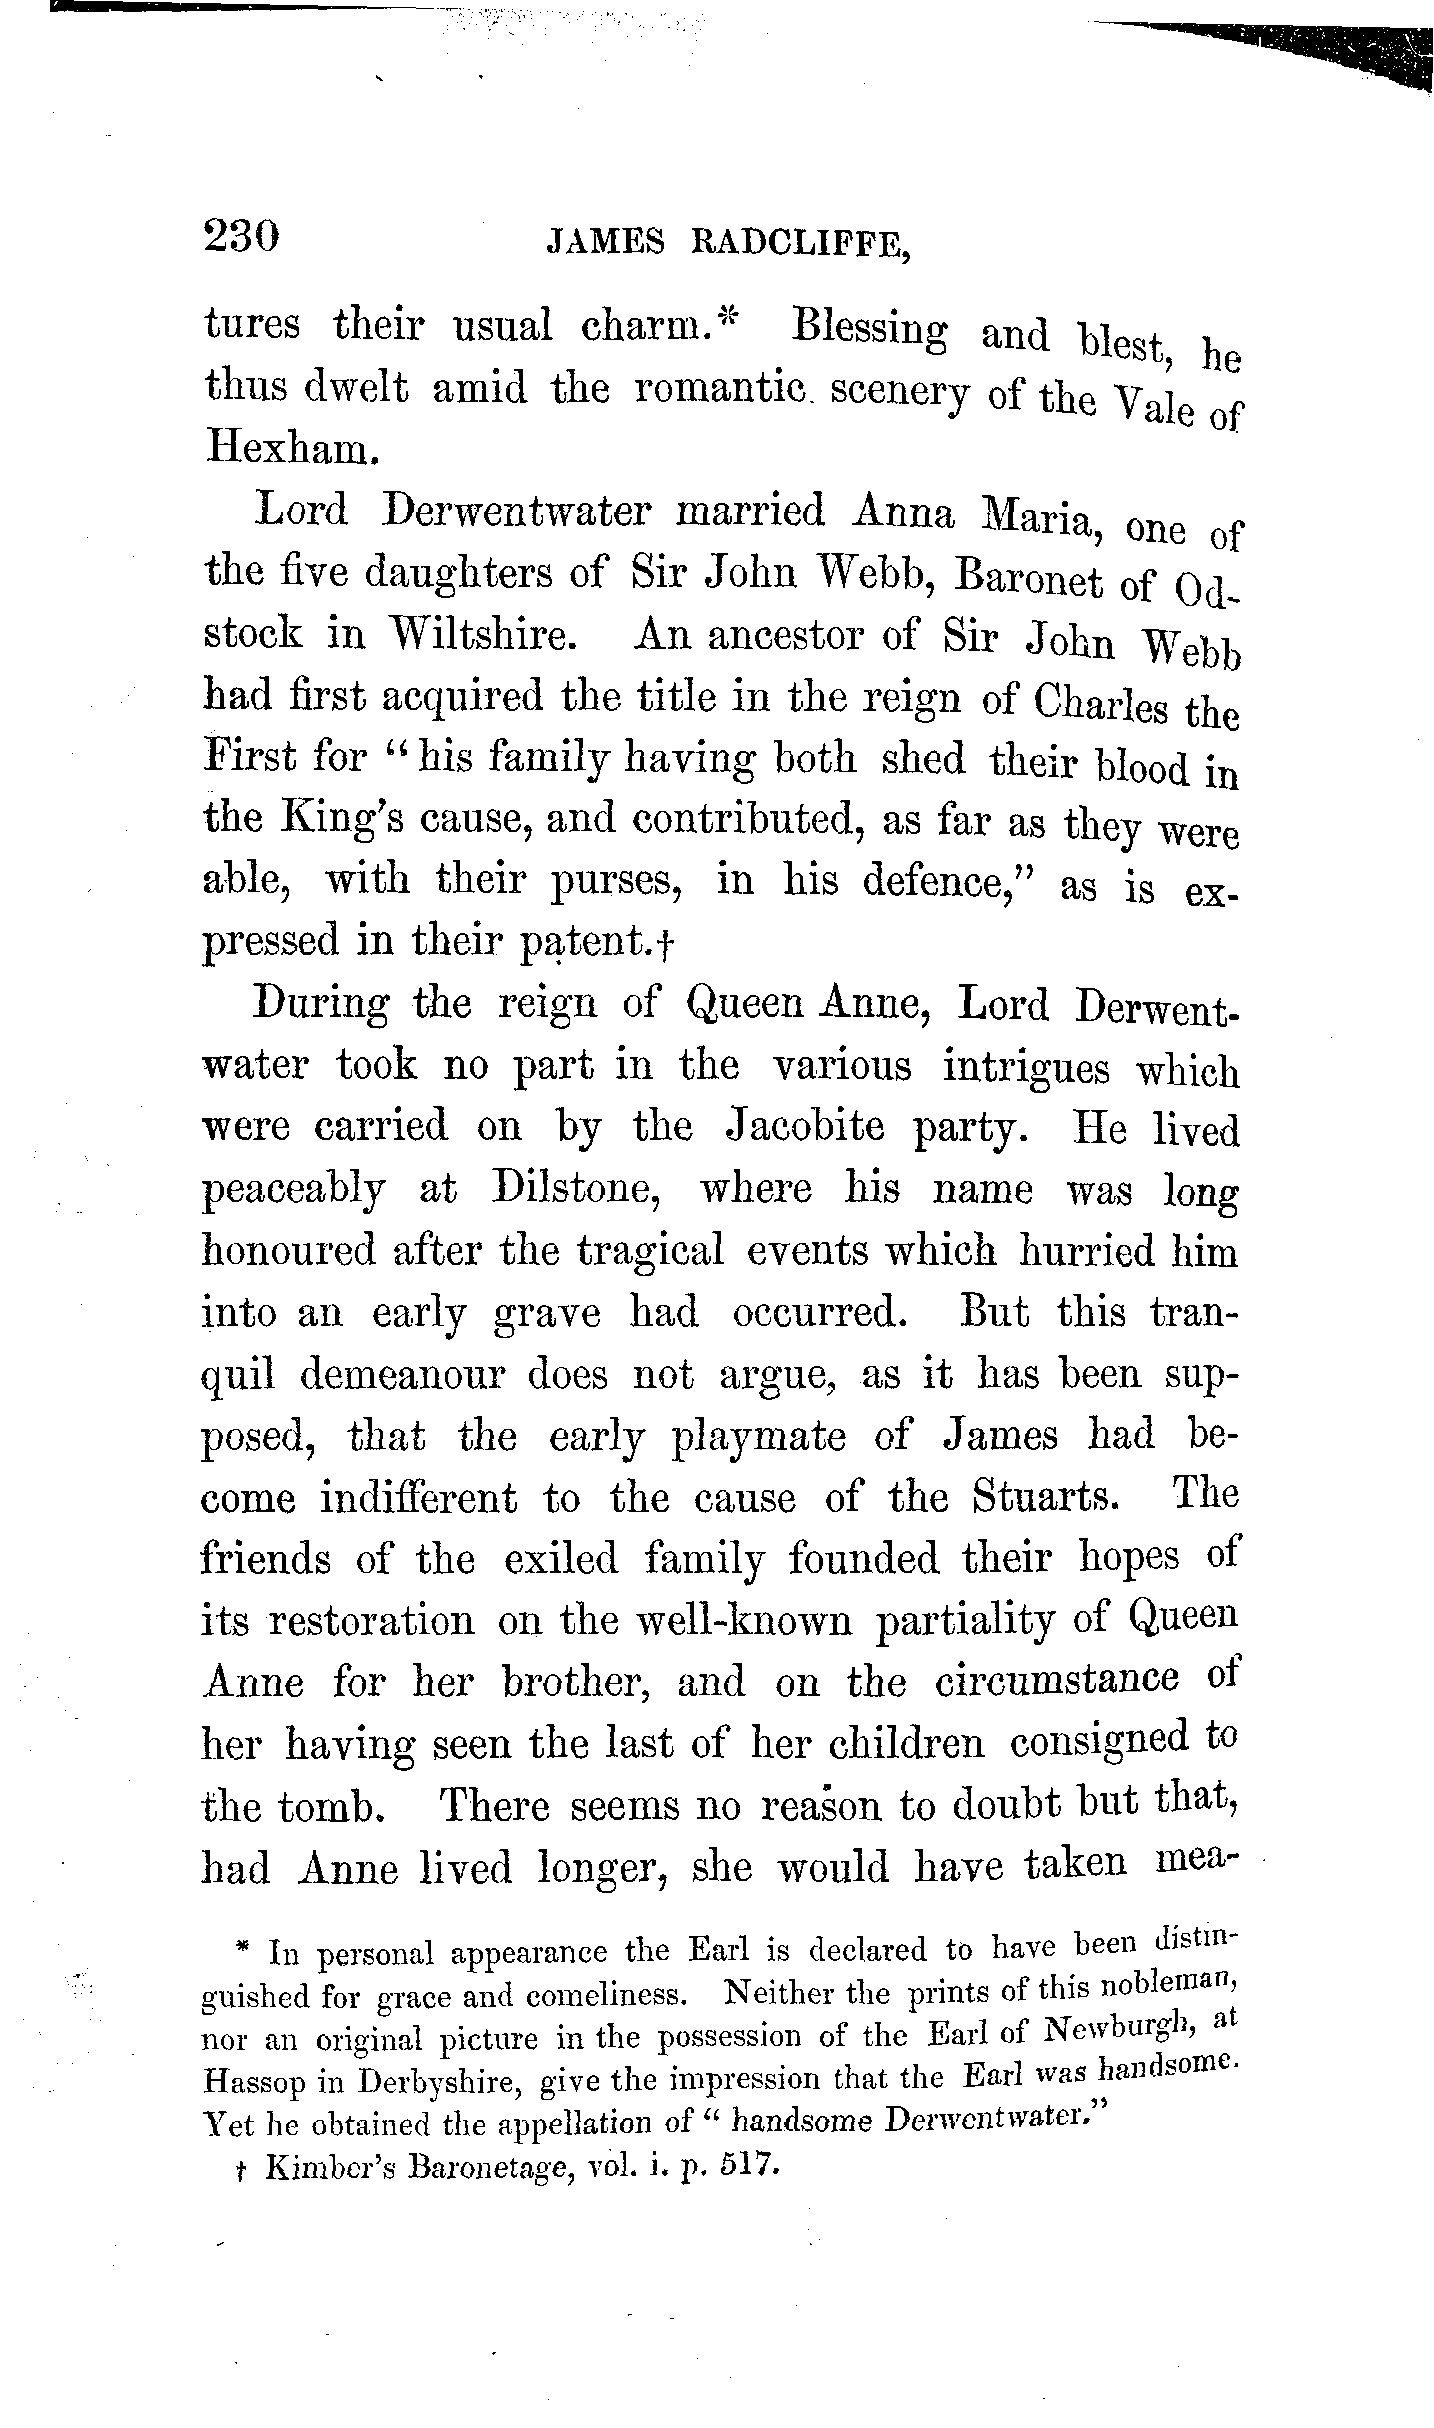 230 JAMES RADCLIFFE,
tures their usual charm.* Blessing and blest, he
thus dwelt amid the romantic scenery of the Vale of
Hexham.
Lord Derwentwater married Anna Maria, one of
the five daughters of Sir John Webb, Baronet of Od-
stock in Wiltshire. An ancestor of Sir John Webb
had first acquired the title in the reign of Charles the
First for “his family having both shed their blood in
the King’s cause, and contributed, as far as they were
able, with their purses, in his defence,” as is ex-
pressed in their patent.†
During the reign of Queen Anne, Lord Derwent-
water took no part in the various intrigues which
were carried on by the Jacobite party. He lived
peaceably at Dilstone, where his name was long
honoured after the tragical events which hurried him
into an early grave had occurred. But this tran-
quil demeanour does not argue, as it has been sup-
posed, that the early playmate of James had be-
come indifferent to the cause of the Stuarts. The
friends of the exiled family founded their hopes of
its restoration on the well-known partiality of Queen
Anne for her brother, and on the circumstance of
her having seen the last of her children consigned to
the tomb. There seems no reason to doubt but that,
had Anne lived longer, she would have taken mea-
* In personal appearance the Earl is declared to have been distin-
guished for grace and comeliness. Neither the prints of this nobleman,
nor an original picture in the possession of the Earl of Newburgh, at
Hassop in Derbyshire, give the impression that the Earl was handsome.
Yet he obtained the appellation of “handsome Derwentwater.”
† Kimber’s Baronetage, vol. i. p. 517.